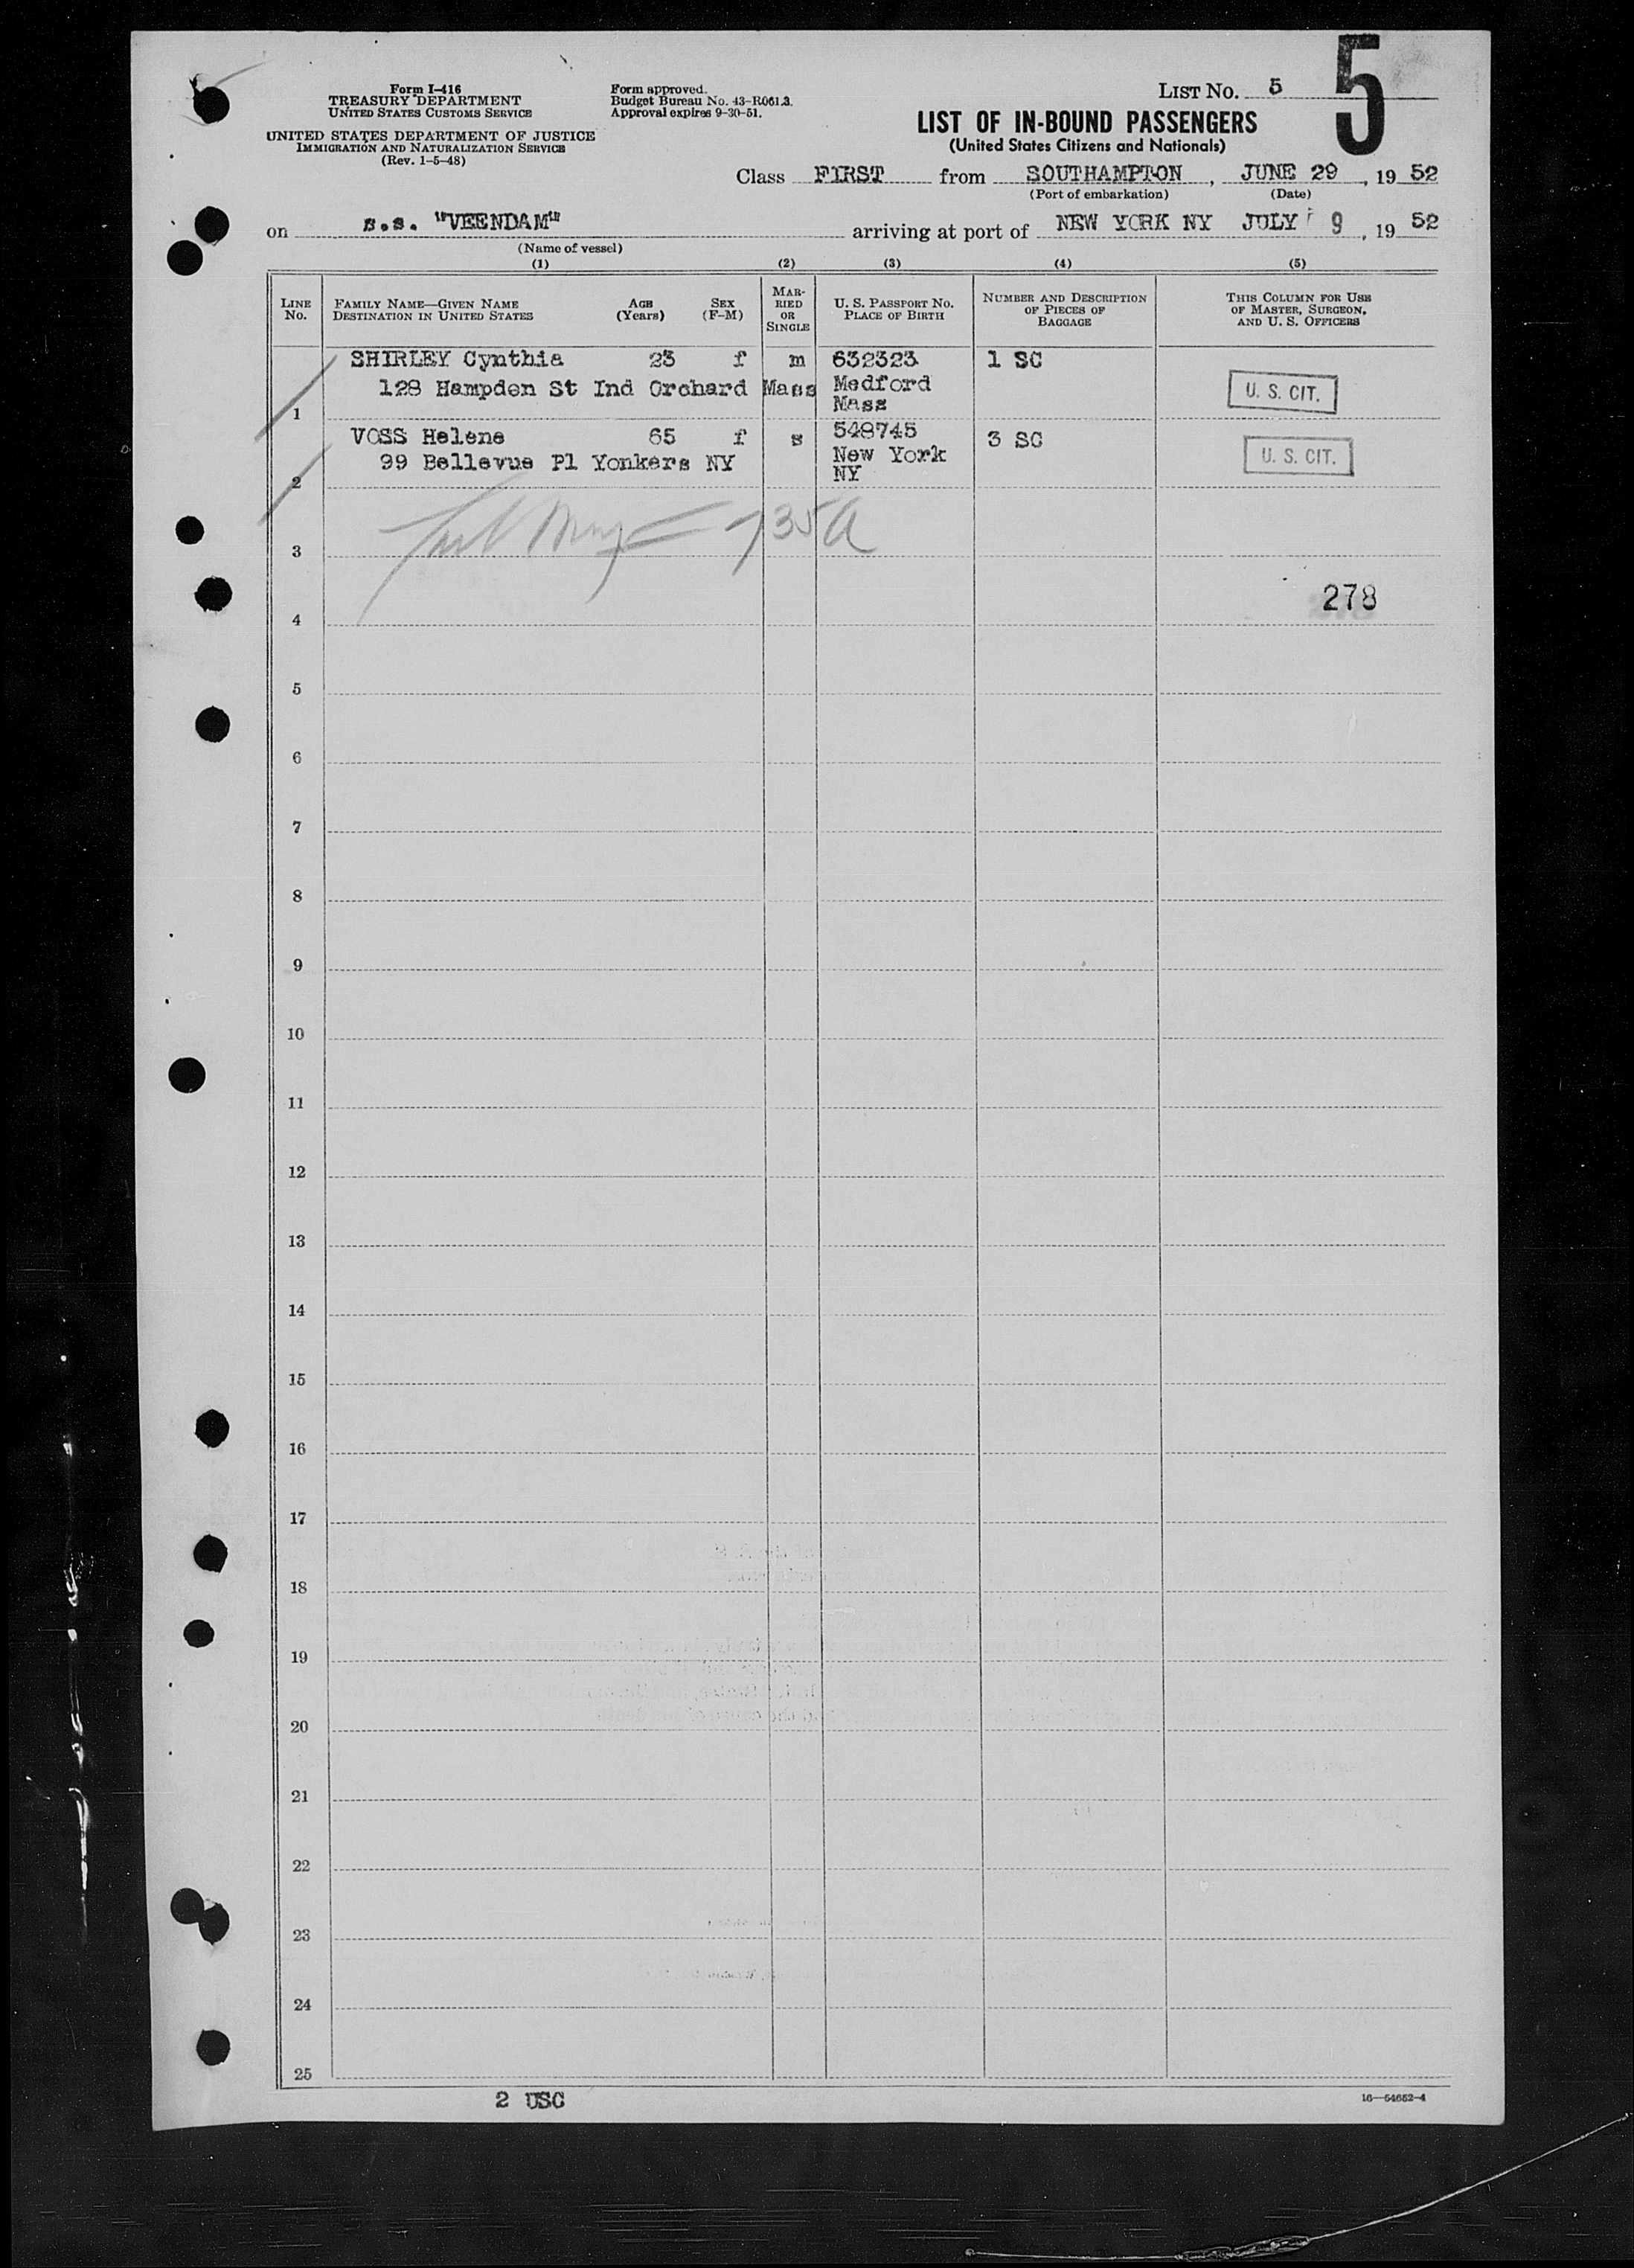 5
Form I-416
TREASURY DEPARTMENT
UNITED STATES CUSTOMS SERVICE
UNITED STATES DEPARTMENT OF JUSTICE
IMMIGRATION AND NATURALIZATION SERVICE
(Rev. 1-5-48)
Form approved.
Budget Bureau No. 43-R061.3.
Approval expires 9-30-51.
LIST NO. 5
LIST OF IN-BOUND PASSENGERS
(United States Citizens and Nationals)
Class FIRST from SOUTHAMPTON, JUNE 29, 19 52
(Port of embarkation) (Date)
on s.s. "VEENDAM" arriving at port of NEW YORK NY JULY 9, 19 52
(Name of vessel)
(1) (2) (3) (4) (5)
LINE NO.
FAMILY NAME—GIVEN NAME
DESTINATION IN UNITED STATES
AGE (Years)
SEX (F-M)
MARRIED OR SINGLE
U. S. PASSPORT NO.
PLACE OF BIRTH
NUMBER AND DESCRIPTION OF PIECES OF BAGGAGE
THIS COLUMN FOR USE OF MASTER, SURGEON, AND U. S. OFFICERS
SHIRLEY Cynthia 23 f m 632323 1 SC
128 Hampden St Ind Orchard Mass Medford U. S. CIT.
1 Mass
VOSS Helene 65 f s 548745 3 SC
99 Bellevue Pl Yonkers NY New York U. S. CIT.
2 NY
735A
3
278
4
5
6
7
8
9
10
11
12
13
14
15
16
17
18
19
20
21
22
23
24
25
2 USC
16—54652-4